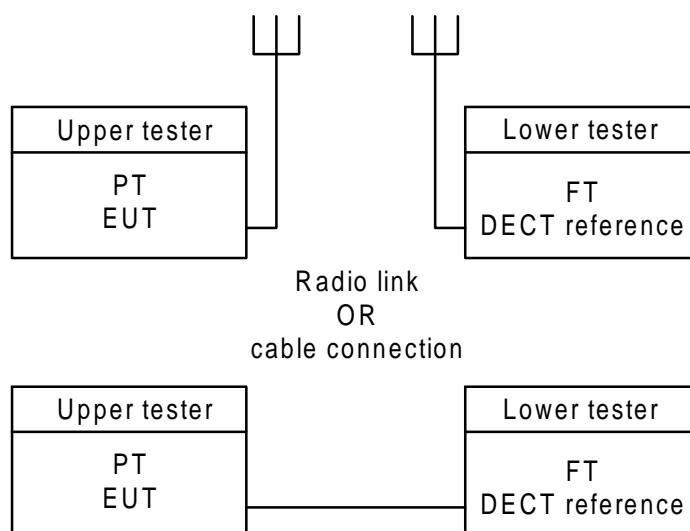 Upper tester
PT
EUT
Lower tester
FT
DECT reference
Radio link
OR
cable connection
Upper tester
PT
EUT
Lower tester
FT
DECT reference